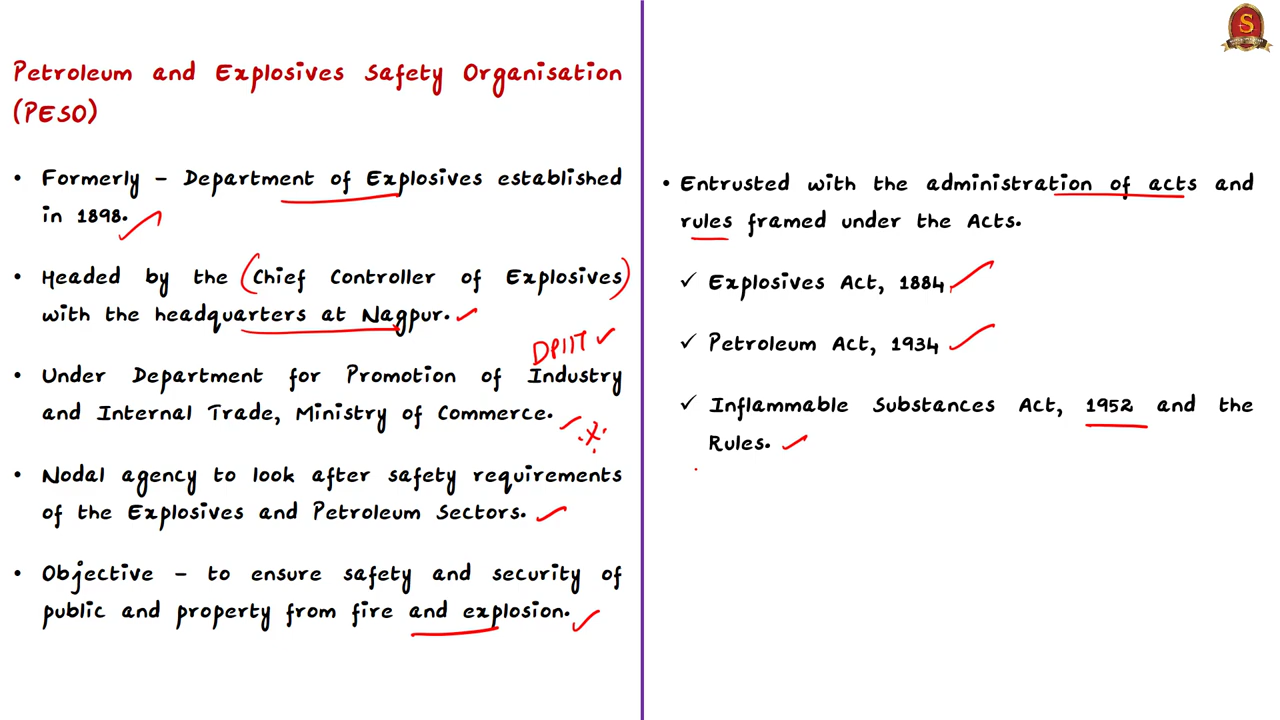 Petroleum and Explosives Safety Organisation
(PESO)
• Formerly – Department of Explosives established
in 1898.
• Headed by the (Chief Controller of Explosives)
with the headquarters at Nagpur.
DPIIT
• Under Department for Promotion of Industry
and Internal Trade, Ministry of Commerce.
• Nodal agency to look after safety requirements
of the Explosives and Petroleum Sectors.
• Objective – to ensure safety and security of
public and property from fire and explosion.
S
• Entrusted with the administration of acts and
rules framed under the Acts.
✓ Explosives Act, 1884
✓ Petroleum Act, 1934
✓ Inflammable Substances Act, 1952 and the
Rules.